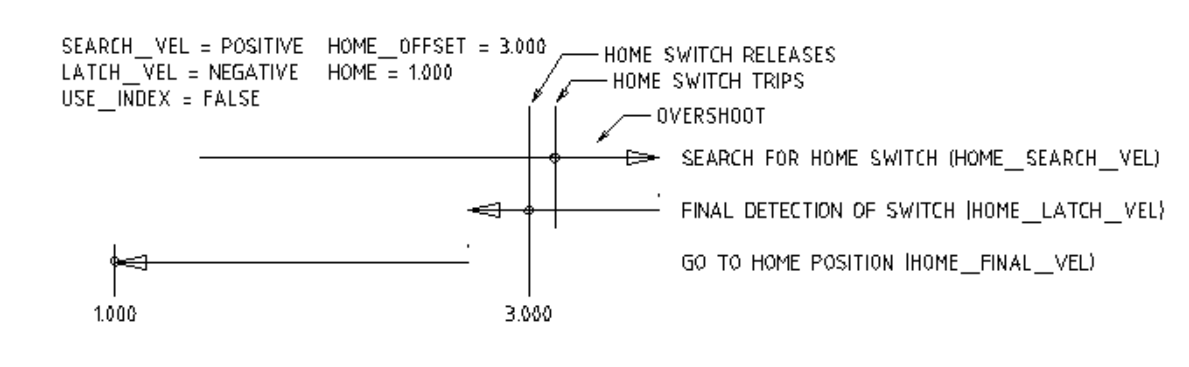 SEARCH_VEL = POSITIVE HOME_OFFSET = 3.000
LATCH_VEL = NEGATIVE HOME = 1.000
USE_INDEX = FALSE
HOME SWITCH RELEASES
HOME SWITCH TRIPS
OVERSHOOT
SEARCH FOR HOME SWITCH (HOME_SEARCH_VEL)
FINAL DETECTION OF SWITCH (HOME_LATCH_VEL)
GO TO HOME POSITION (HOME_FINAL_VEL)
1.000 3.000